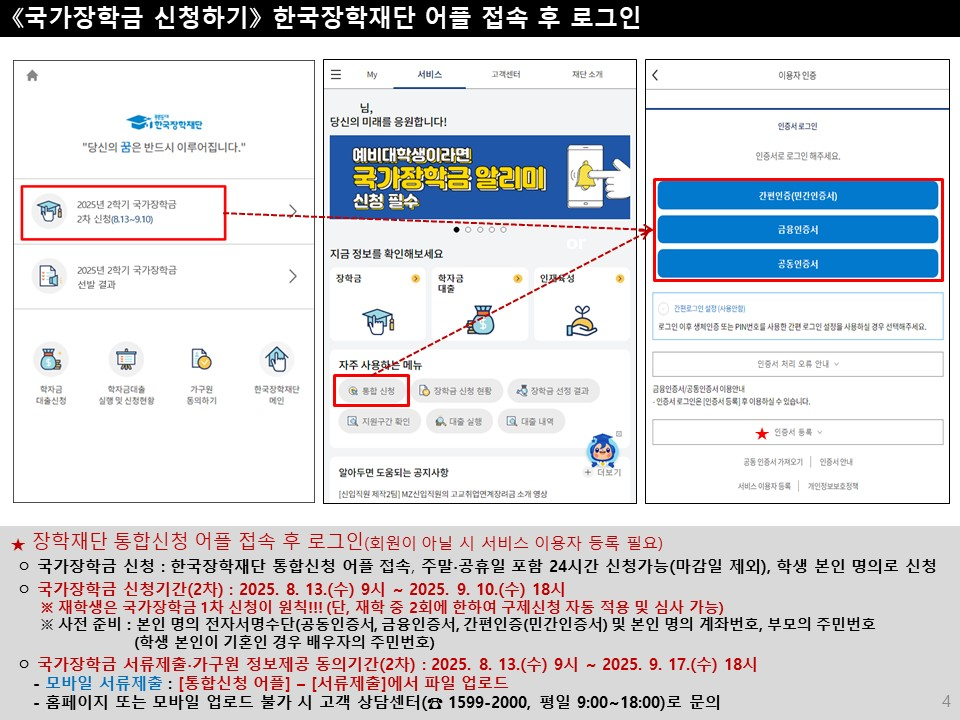 《국가장학금 신청하기》 한국장학재단 어플 접속 후 로그인
한국장학재단
"당신의 꿈은 반드시 이루어집니다."
2025년 2학기 국가장학금
2차 신청(8.13~9.10)
2025년 2학기 국가장학금
선발 결과
학자금
대출신청
학자금대출
실행 및 신청현황
가구원
동의하기
한국장학재단
메인
My
서비스
고객센터
재단 소개
님,
당신의 미래를 응원합니다!
예비대학생이라면
국가장학금 알리미
신청 필수
or
지금 정보를 확인해보세요
장학금
학자금
대출
인재육성
자주 사용하는 메뉴
통합 신청
장학금 신청 현황
장학금 선정 결과
지원구간 확인
대출 실행
대출 내역
알아두면 도움되는 공지사항
+ 더보기
[신입직원 제작2팀] MZ신입직원의 고교취업연계장려금 소개 영상
이용자 인증
인증서 로그인
인증서로 로그인 해주세요.
간편인증(민간인증서)
금융인증서
공동인증서
간편로그인 설정 (사용안함)
로그인 이후 생체인증 또는 PIN번호를 사용한 간편 로그인 설정을 사용하실 경우 선택해주세요.
인증서 처리 오류 안내
금융인증서/공동인증서 이용안내
- 인증서 로그인은 [인증서 등록] 후 이용하실 수 있습니다.
★ 인증서 등록
공동 인증서 가져오기 | 인증서 안내
서비스 이용자 등록 | 개인정보보호정책
★ 장학재단 통합신청 어플 접속 후 로그인(회원이 아닐 시 서비스 이용자 등록 필요)
ㅇ 국가장학금 신청 : 한국장학재단 통합신청 어플 접속, 주말·공휴일 포함 24시간 신청가능(마감일 제외), 학생 본인 명의로 신청
ㅇ 국가장학금 신청기간(2차) : 2025. 8. 13.(수) 9시 ~ 2025. 9. 10.(수) 18시
※ 재학생은 국가장학금 1차 신청이 원칙!!! (단, 재학 중 2회에 한하여 구제신청 자동 적용 및 심사 가능)
※ 사전 준비 : 본인 명의 전자서명수단(공동인증서, 금융인증서, 간편인증(민간인증서) 및 본인 명의 계좌번호, 부모의 주민번호
(학생 본인이 기혼인 경우 배우자의 주민번호)
ㅇ 국가장학금 서류제출·가구원 정보제공 동의기간(2차) : 2025. 8. 13.(수) 9시 ~ 2025. 9. 17.(수) 18시
- 모바일 서류제출 : [통합신청 어플] – [서류제출]에서 파일 업로드
- 홈페이지 또는 모바일 업로드 불가 시 고객 상담센터(☎ 1599-2000, 평일 9:00~18:00)로 문의
4